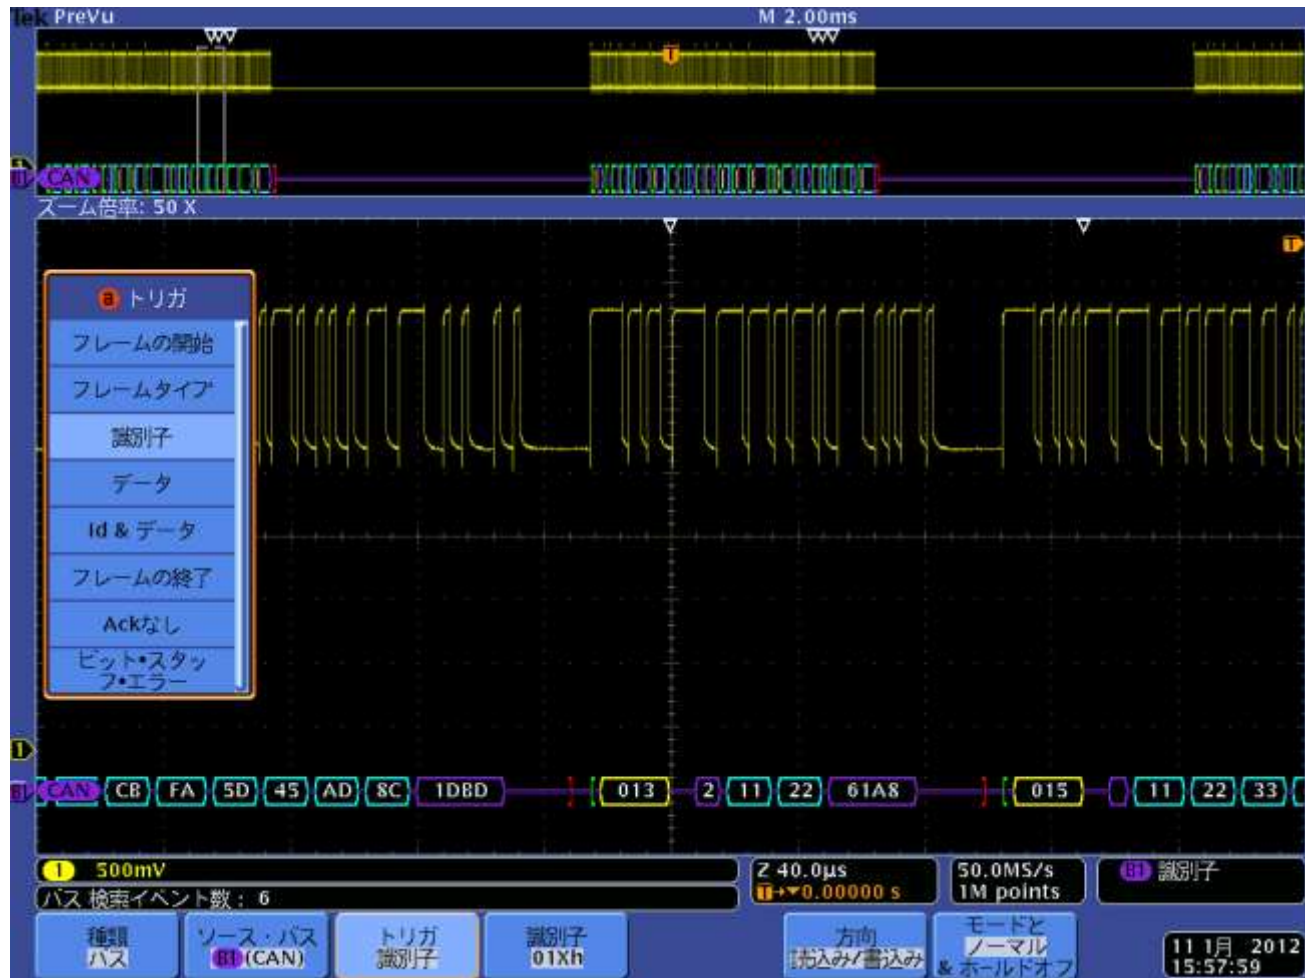 Tek PreVu
M 2.00ms
T
1
B1 CAN
ズーム倍率: 50 X
T
a トリガ
フレームの開始
フレームタイプ
識別子
データ
Id & データ
フレームの終了
Ackなし
ビット•スタッ
フ•エラー
1
B1 CAN CB FA 5D 45 AD 8C 1DBD 013 2 11 22 61A8 015 11 22 33
1 500mV
Z 40.0µs
T→▼0.00000 s
50.0MS/s
1M points
B1 識別子
バス 検索イベント数： 6
種類
バス
ソース・バス
B1 (CAN)
トリガ
識別子
識別子
01Xh
方向
読込み/書込み
モードと
ノーマル
& ホールドオフ
11 1月 2012
15:57:59